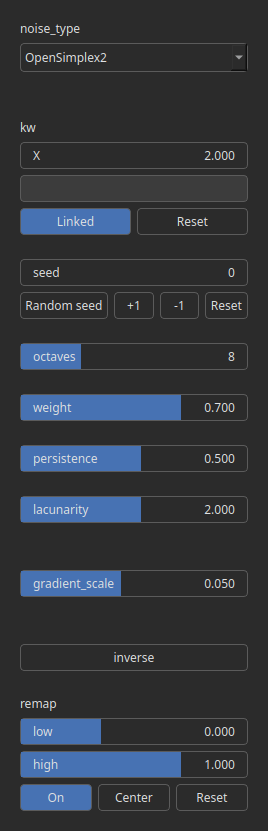 noise_type
OpenSimplex2
kw
X 2.000
Linked Reset
seed 0
Random seed +1 -1 Reset
octaves 8
weight 0.700
persistence 0.500
lacunarity 2.000
gradient_scale 0.050
inverse
remap
low 0.000
high 1.000
On Center Reset